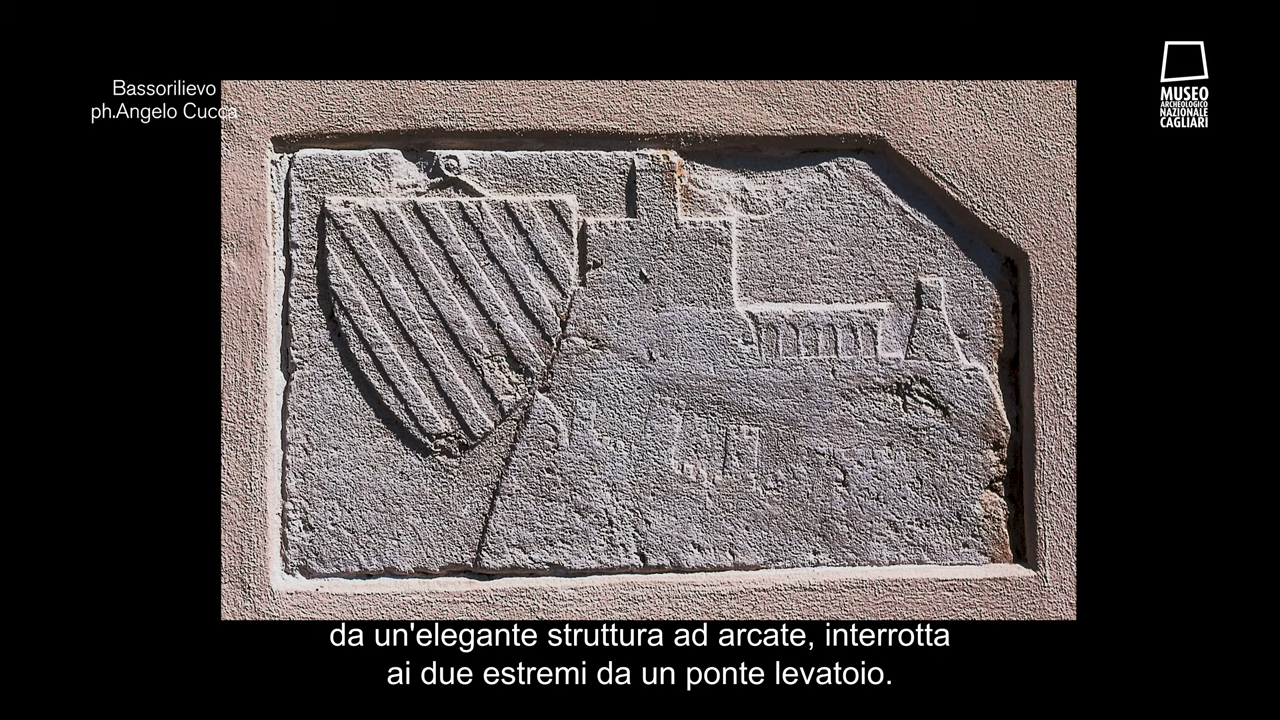 Bassorilievo
ph.Angelo Cucca
MUSEO
ARCHEOLOGICO
NAZIONALE
CAGLIARI
da un'elegante struttura ad arcate, interrotta
ai due estremi da un ponte levatoio.